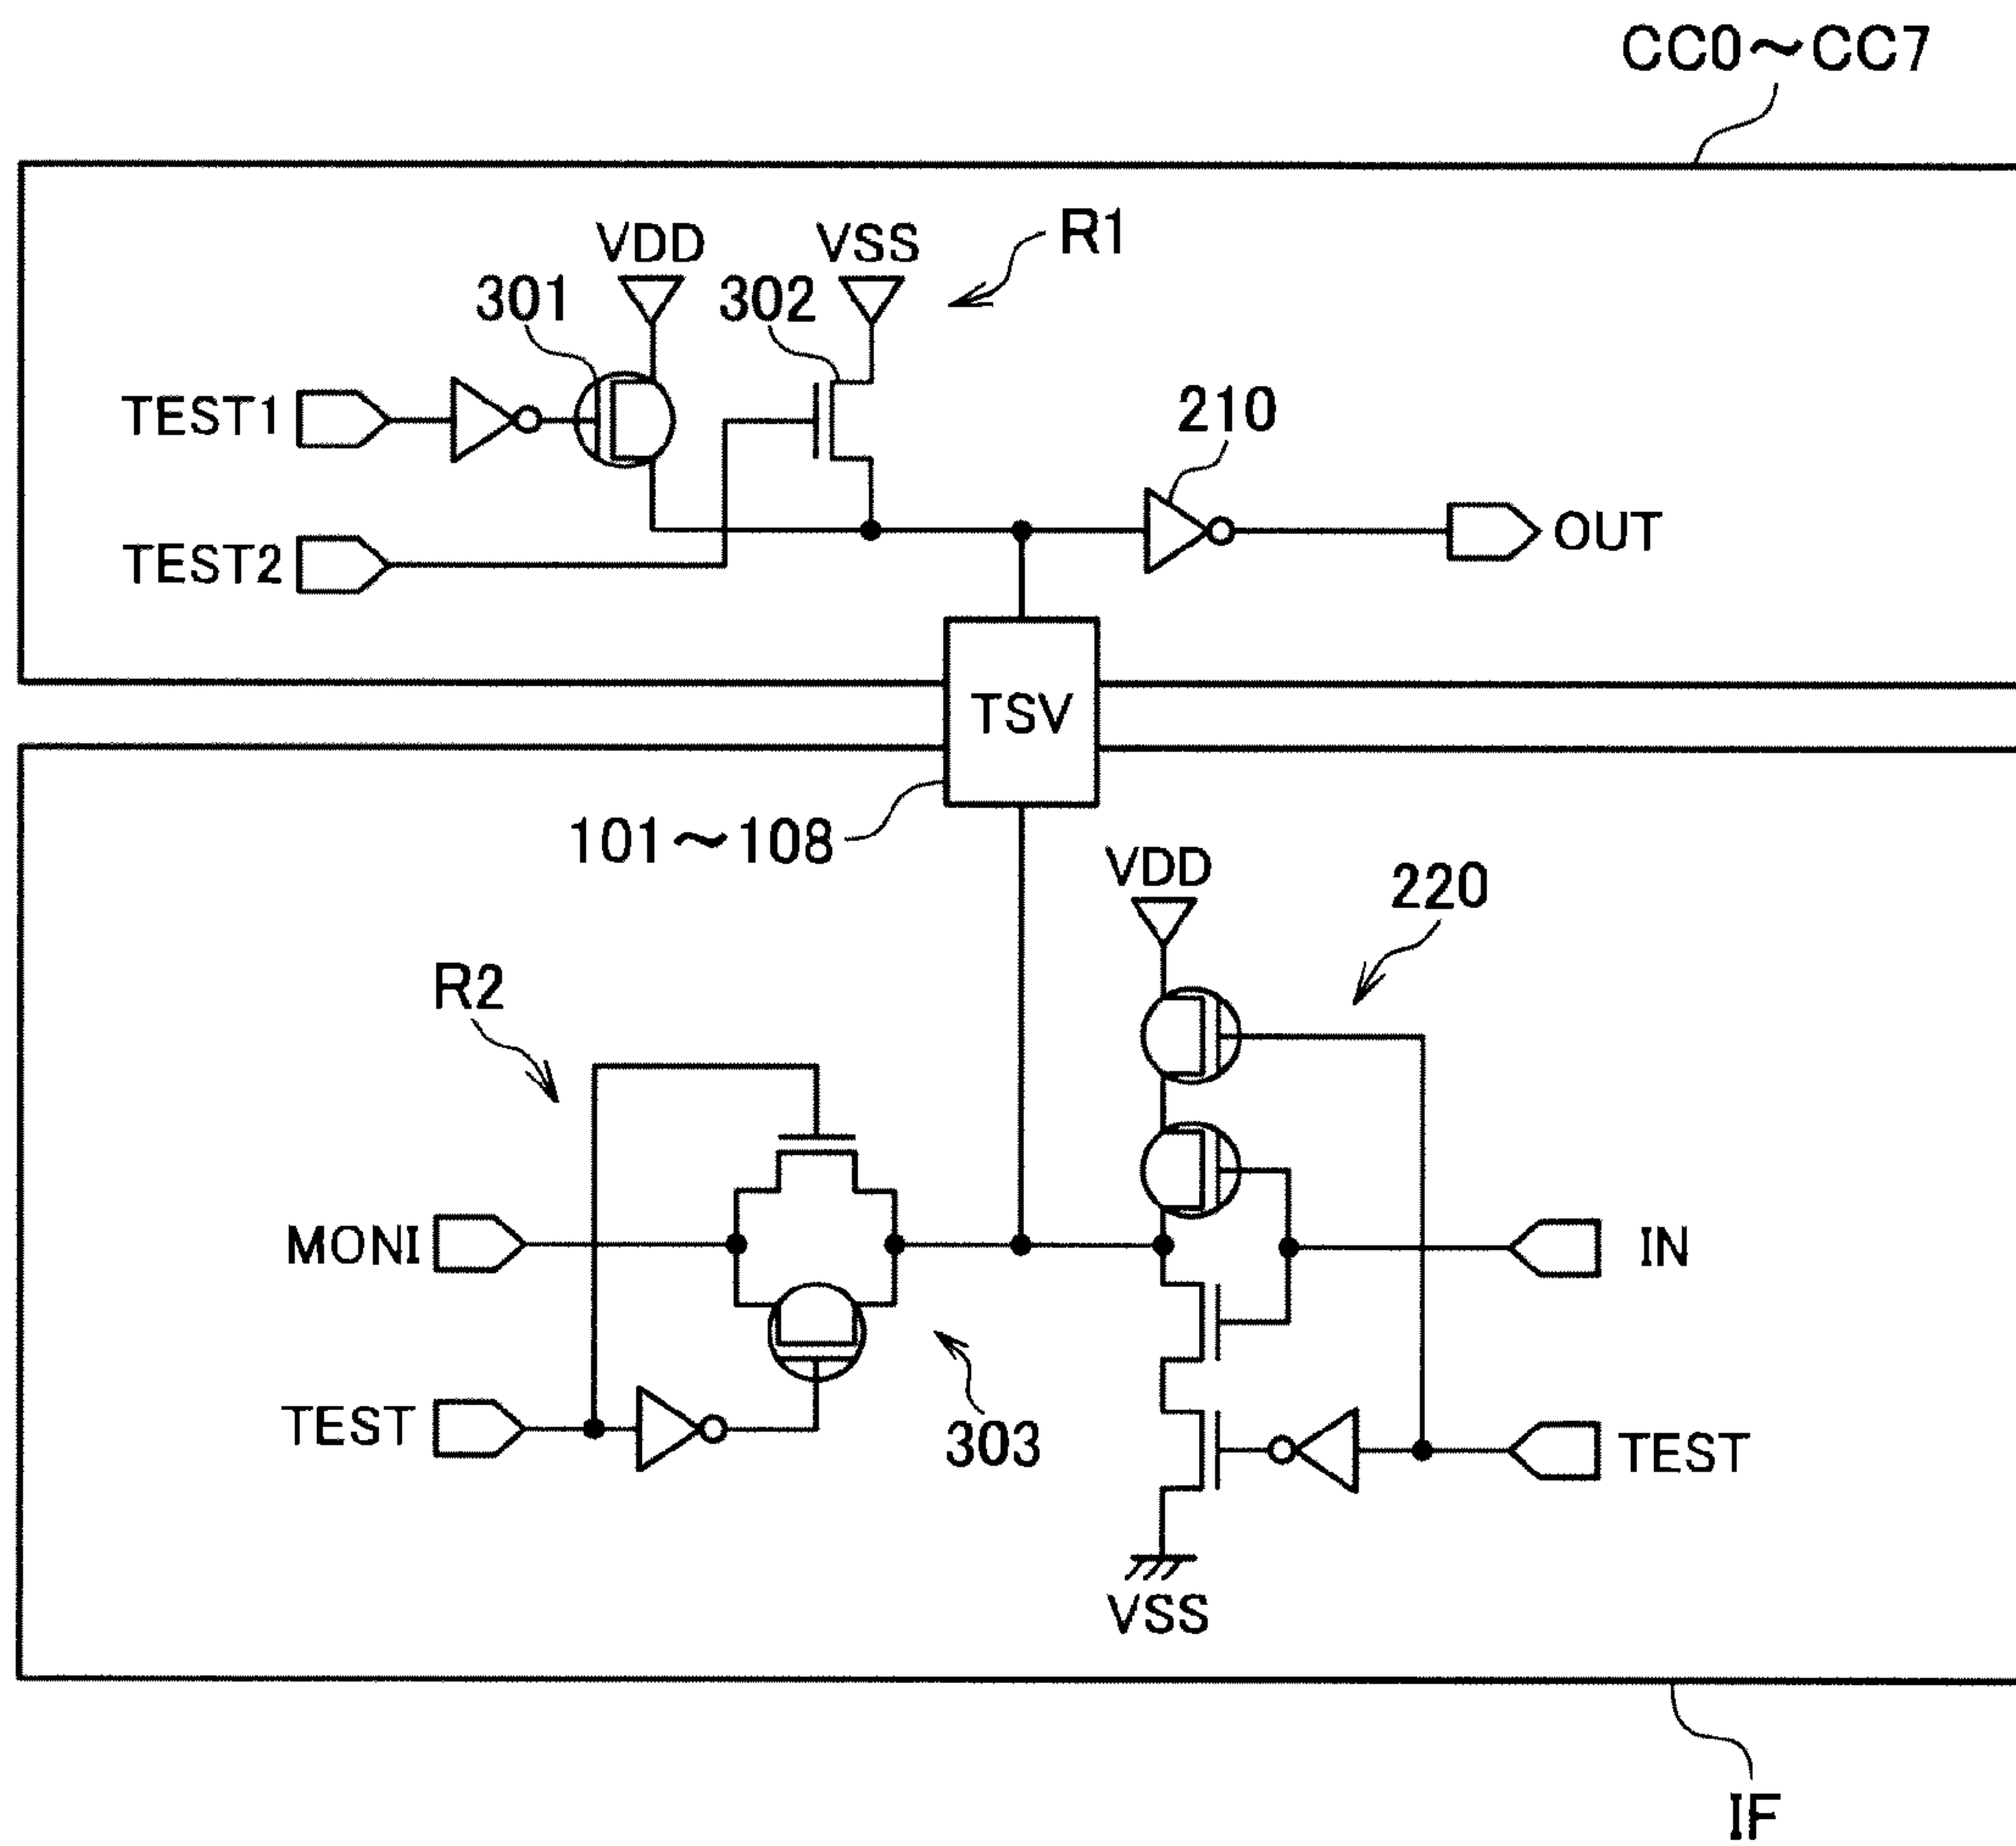 CC0～CC7
R1
VDD
VSS
301
302
TEST1
210
OUT
TEST2
TSV
101～108
VDD
220
R2
MONI
IN
TEST
303
TEST
VSS
IF